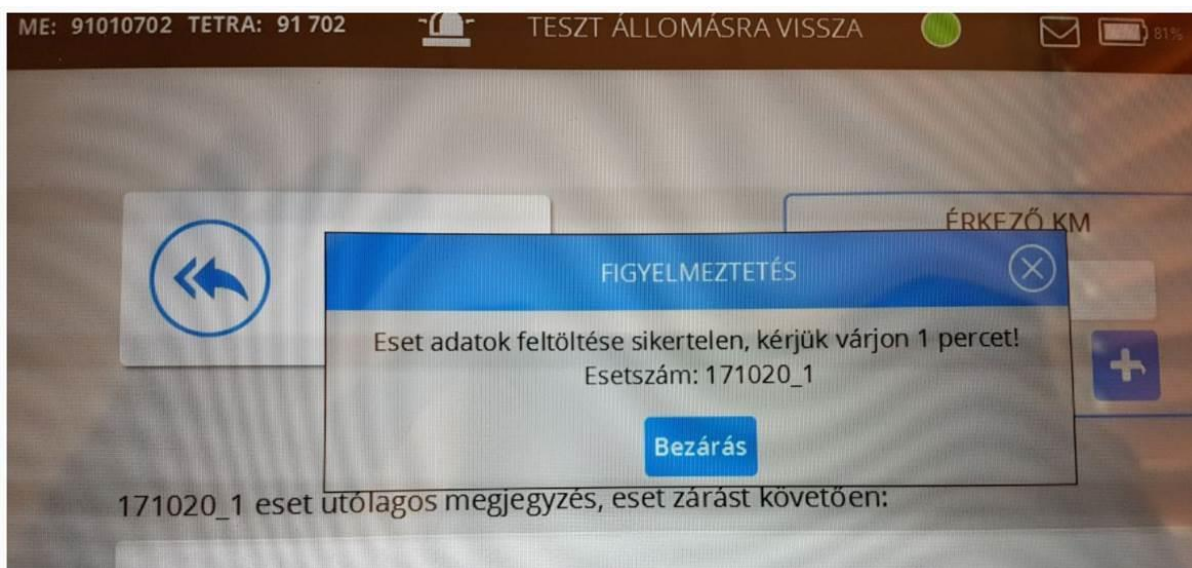 ME: 91010702 TETRA: 91 702 TESZT ÁLLOMÁSRA VISSZA 81%
ÉRKEZŐ KM
FIGYELMEZTETÉS
Eset adatok feltöltése sikertelen, kérjük várjon 1 percet!
Esetszám: 171020_1
Bezárás
171020_1 eset utólagos megjegyzés, eset zárást követően: